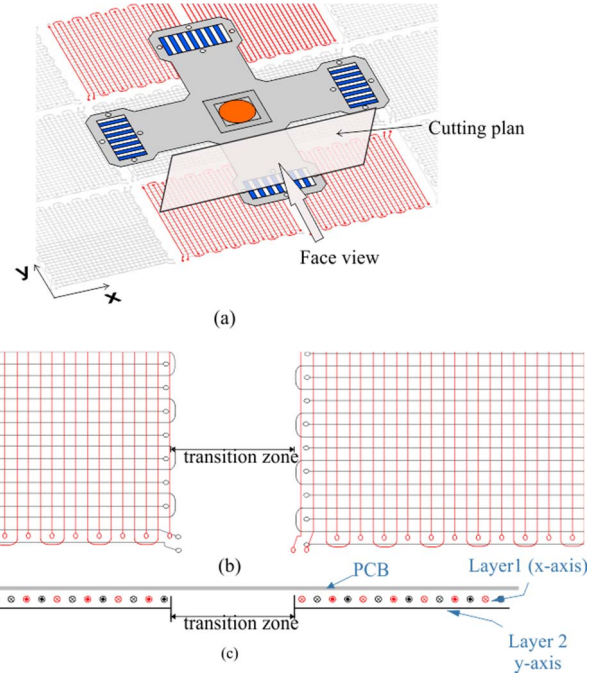 Cutting plan
Face view
y
x
(a)
transition zone
(b)
PCB
Layer1 (x-axis)
transition zone
Layer 2
y-axis
(c)